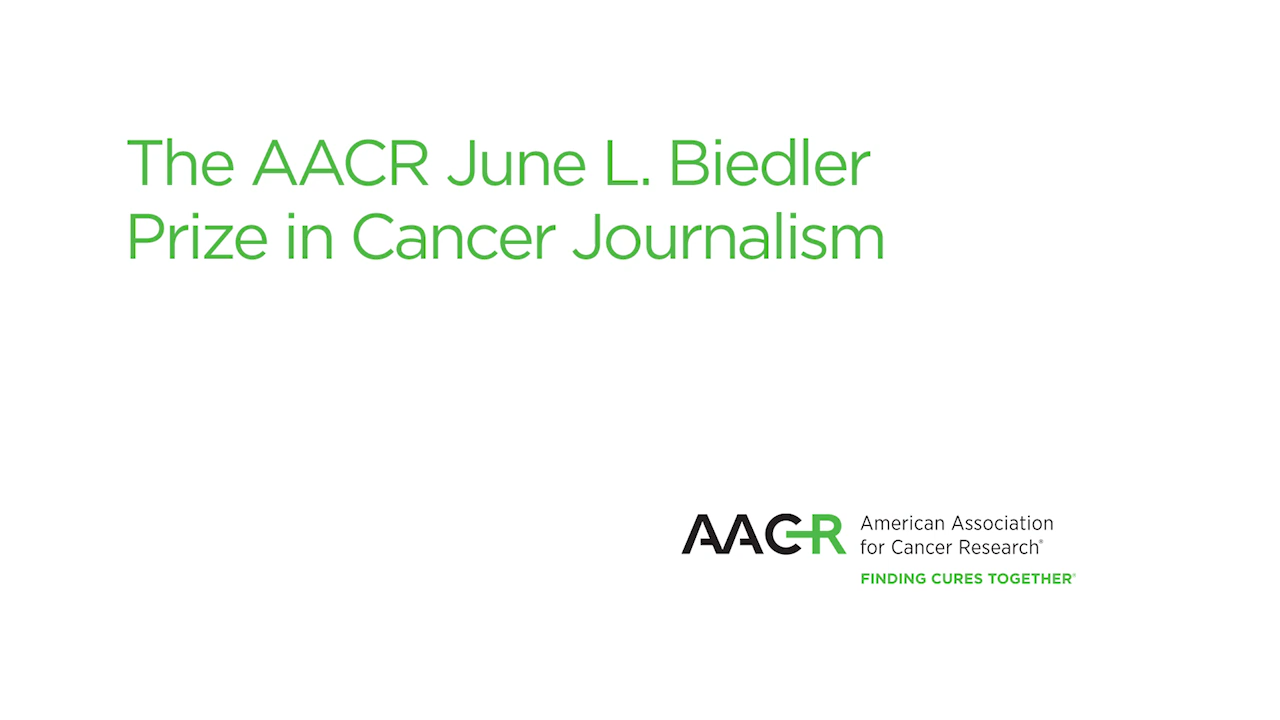 The AACR June L. Biedler
Prize in Cancer Journalism
AACR
American Association
for Cancer Research®
FINDING CURES TOGETHER®